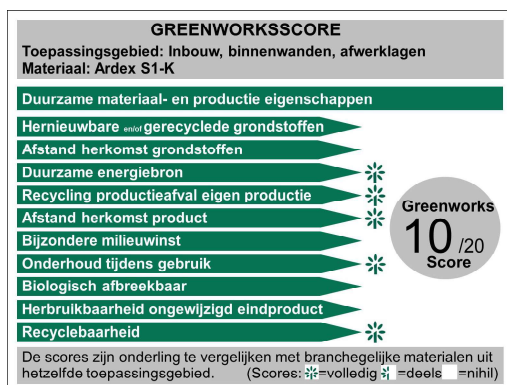 GREENWORKSSCORE
Toepassingsgebied: Inbouw, binnenwanden, afwerklagen
Materiaal: Ardex S1-K
Duurzame materiaal- en productie eigenschappen
Hernieuwbare en/of gerecyclede grondstoffen
Afstand herkomst grondstoffen
Duurzame energiebron
Recycling productieafval eigen productie
Afstand herkomst product
Bijzondere milieuwinst
Onderhoud tijdens gebruik
Biologisch afbreekbaar
Herbruikbaarheid ongewijzigd eindproduct
Recyclebaarheid
Greenworks
10 /20
Score
De scores zijn onderling te vergelijken met branchegelijke materialen uit
hetzelfde toepassingsgebied. (Scores: =volledig =deels =nihil)